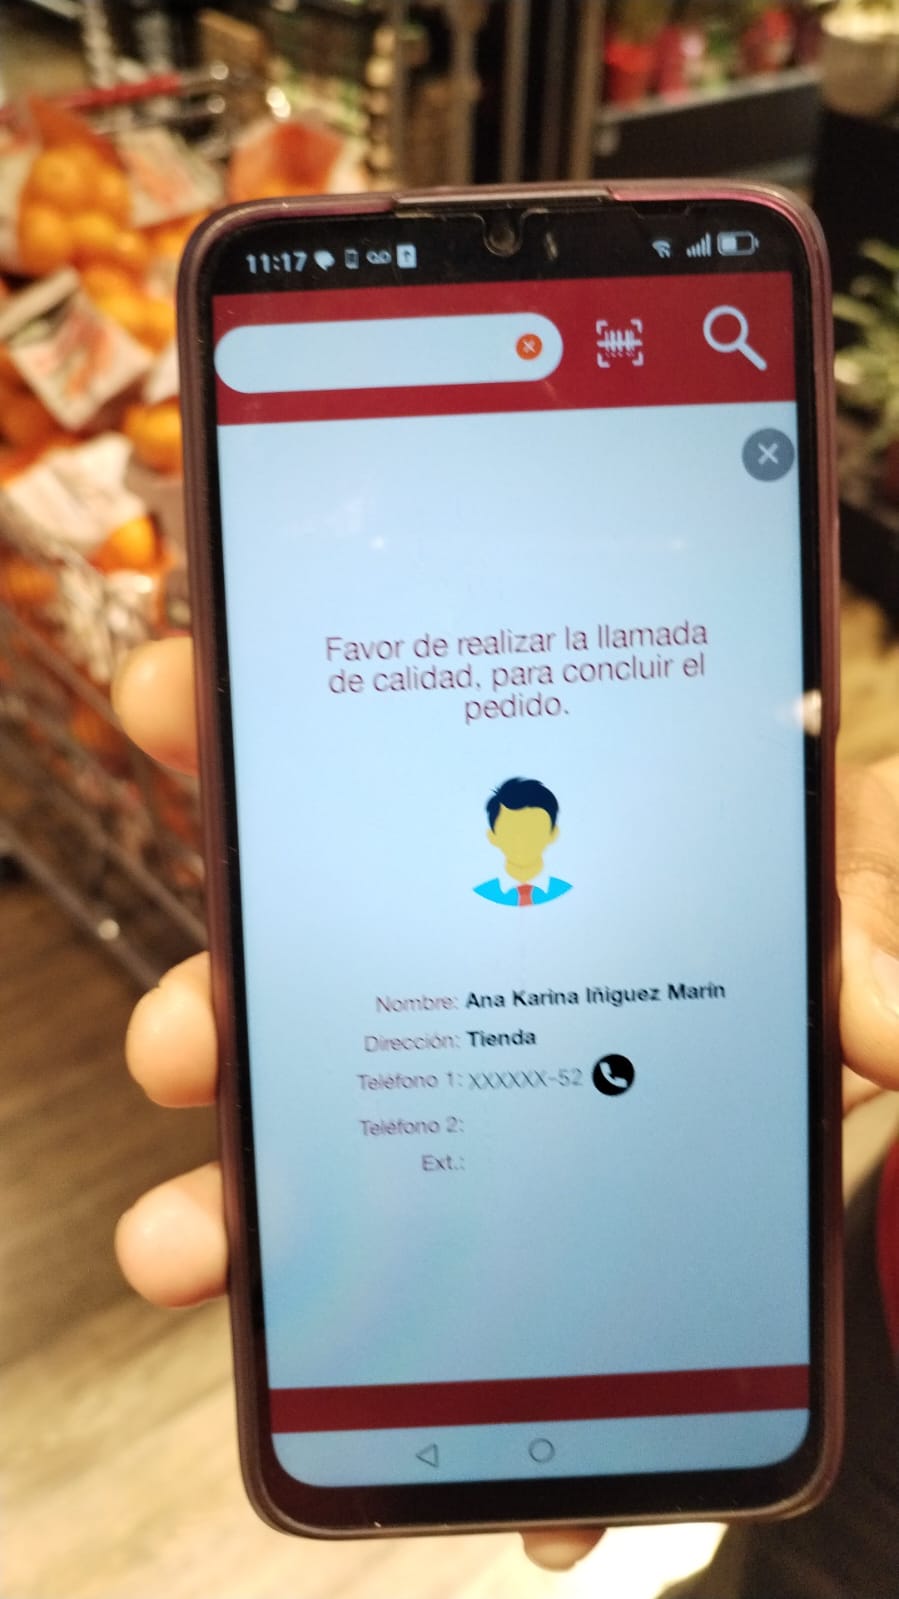 11:17
Favor de realizar la llamada
de calidad, para concluir el
pedido.
Nombre: Ana Karina Iñiguez Marín
Dirección: Tienda
Teléfono 1: XXXXXX-52
Teléfono 2:
Ext.: